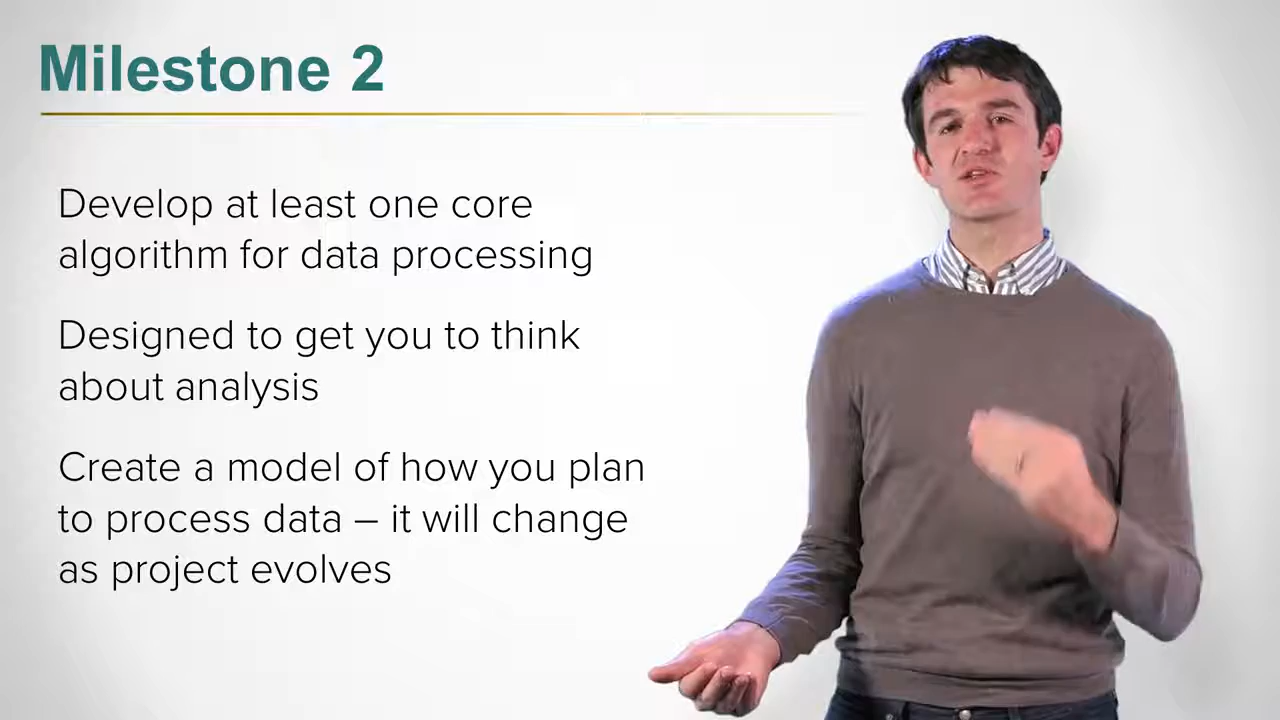 Milestone 2
Develop at least one core
algorithm for data processing
Designed to get you to think
about analysis
Create a model of how you plan
to process data – it will change
as project evolves